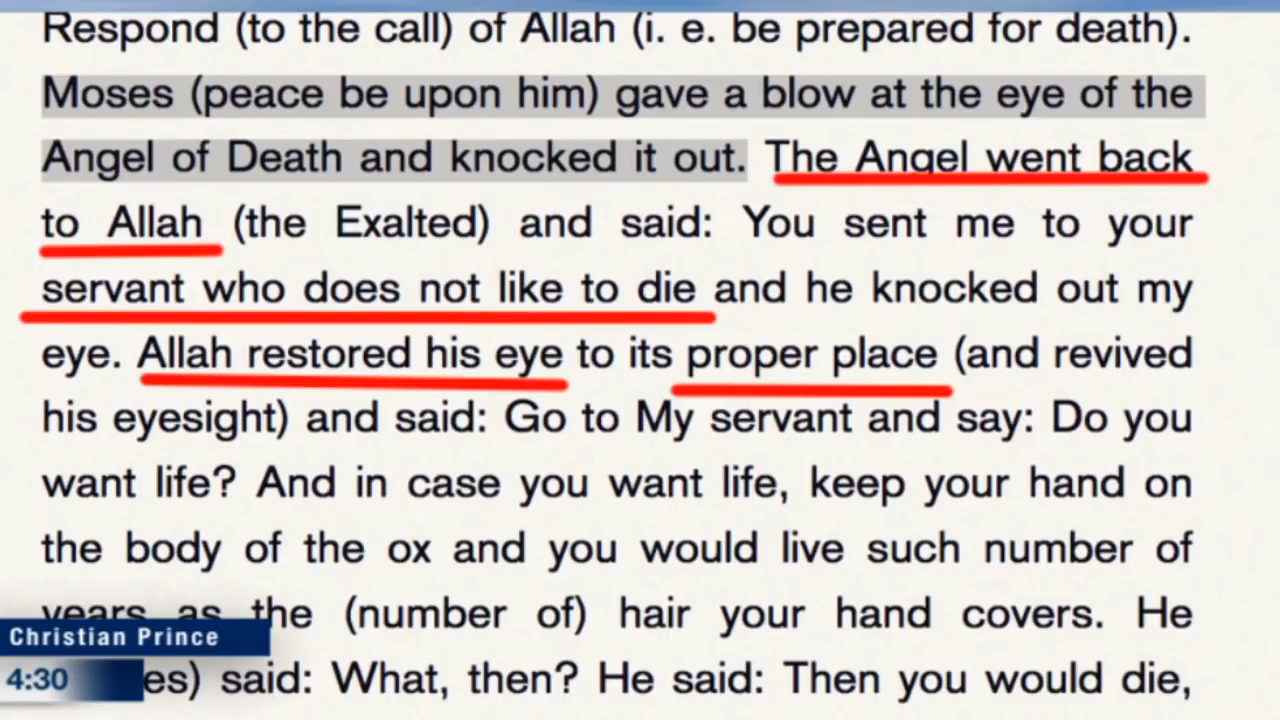 Respond (to the call) of Allah (i. e. be prepared for death).
Moses (peace be upon him) gave a blow at the eye of the
Angel of Death and knocked it out. The Angel went back
to Allah (the Exalted) and said: You sent me to your
servant who does not like to die and he knocked out my
eye. Allah restored his eye to its proper place (and revived
his eyesight) and said: Go to My servant and say: Do you
want life? And in case you want life, keep your hand on
the body of the ox and you would live such number of
years as the (number of) hair your hand covers. He
Christian Prince
4:30
es) said: What, then? He said: Then you would die,